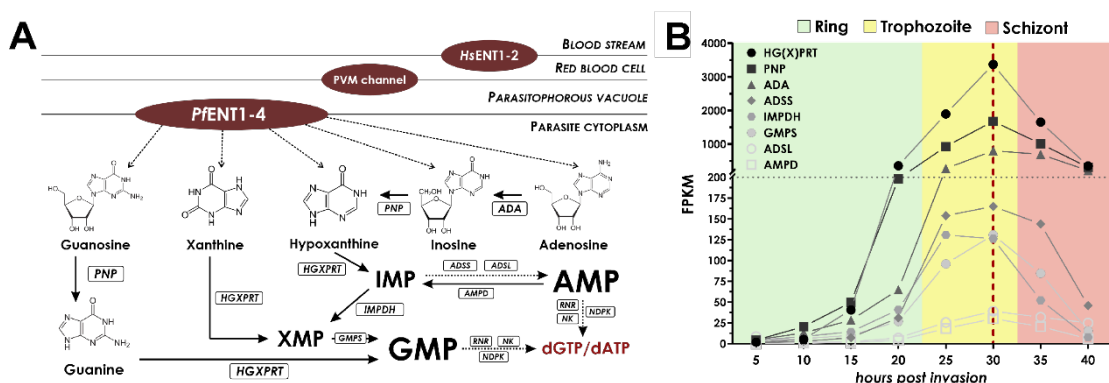 A
BLOOD STREAM
HsENT1-2
RED BLOOD CELL
PVM CHANNEL
PARASITOPHOROUS VACUOLE
PfENT1-4
PARASITE CYTOPLASM
Guanosine
Xanthine
Hypoxanthine
PNP
Inosine
ADA
Adenosine
PNP
HGXPRT
HGXPRT
IMP
ADSS
ADSL
AMPD
AMP
IMPDH
RNR
NK
NDPK
XMP
GMPS
GMP
RNR
NK
NDPK
dGTP/dATP
Guanine
HGXPRT
B
Ring
Trophozoite
Schizont
HG(X)PRT
PNP
ADA
ADSS
IMPDH
GMPS
ADSL
AMPD
FPKM
4000
3000
2000
1000
200
175
150
125
100
75
50
25
0
5 10 15 20 25 30 35 40
hours post invasion